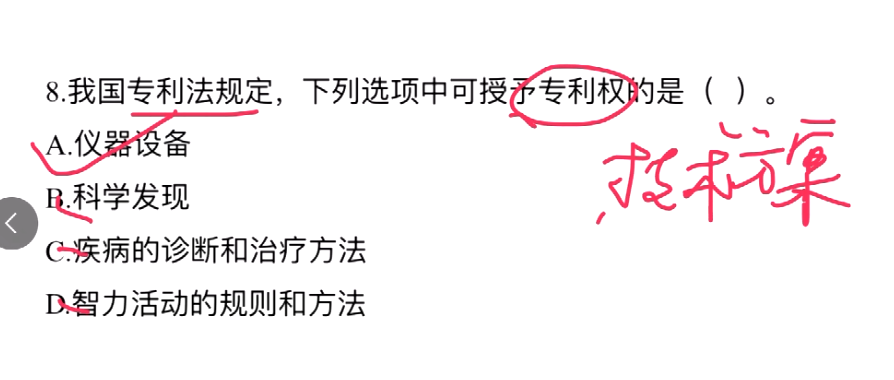 8.我国专利法规定，下列选项中可授予专利权的是（ ）。
A.仪器设备
B.科学发现
C.疾病的诊断和治疗方法
D.智力活动的规则和方法
技术方案